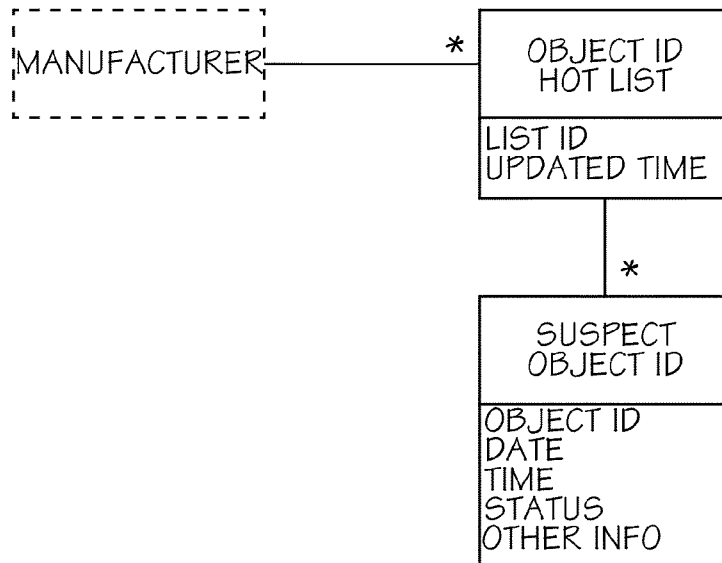 MANUFACTURER
*
OBJECT ID
HOT LIST
LIST ID
UPDATED TIME
*
SUSPECT
OBJECT ID
OBJECT ID
DATE
TIME
STATUS
OTHER INFO